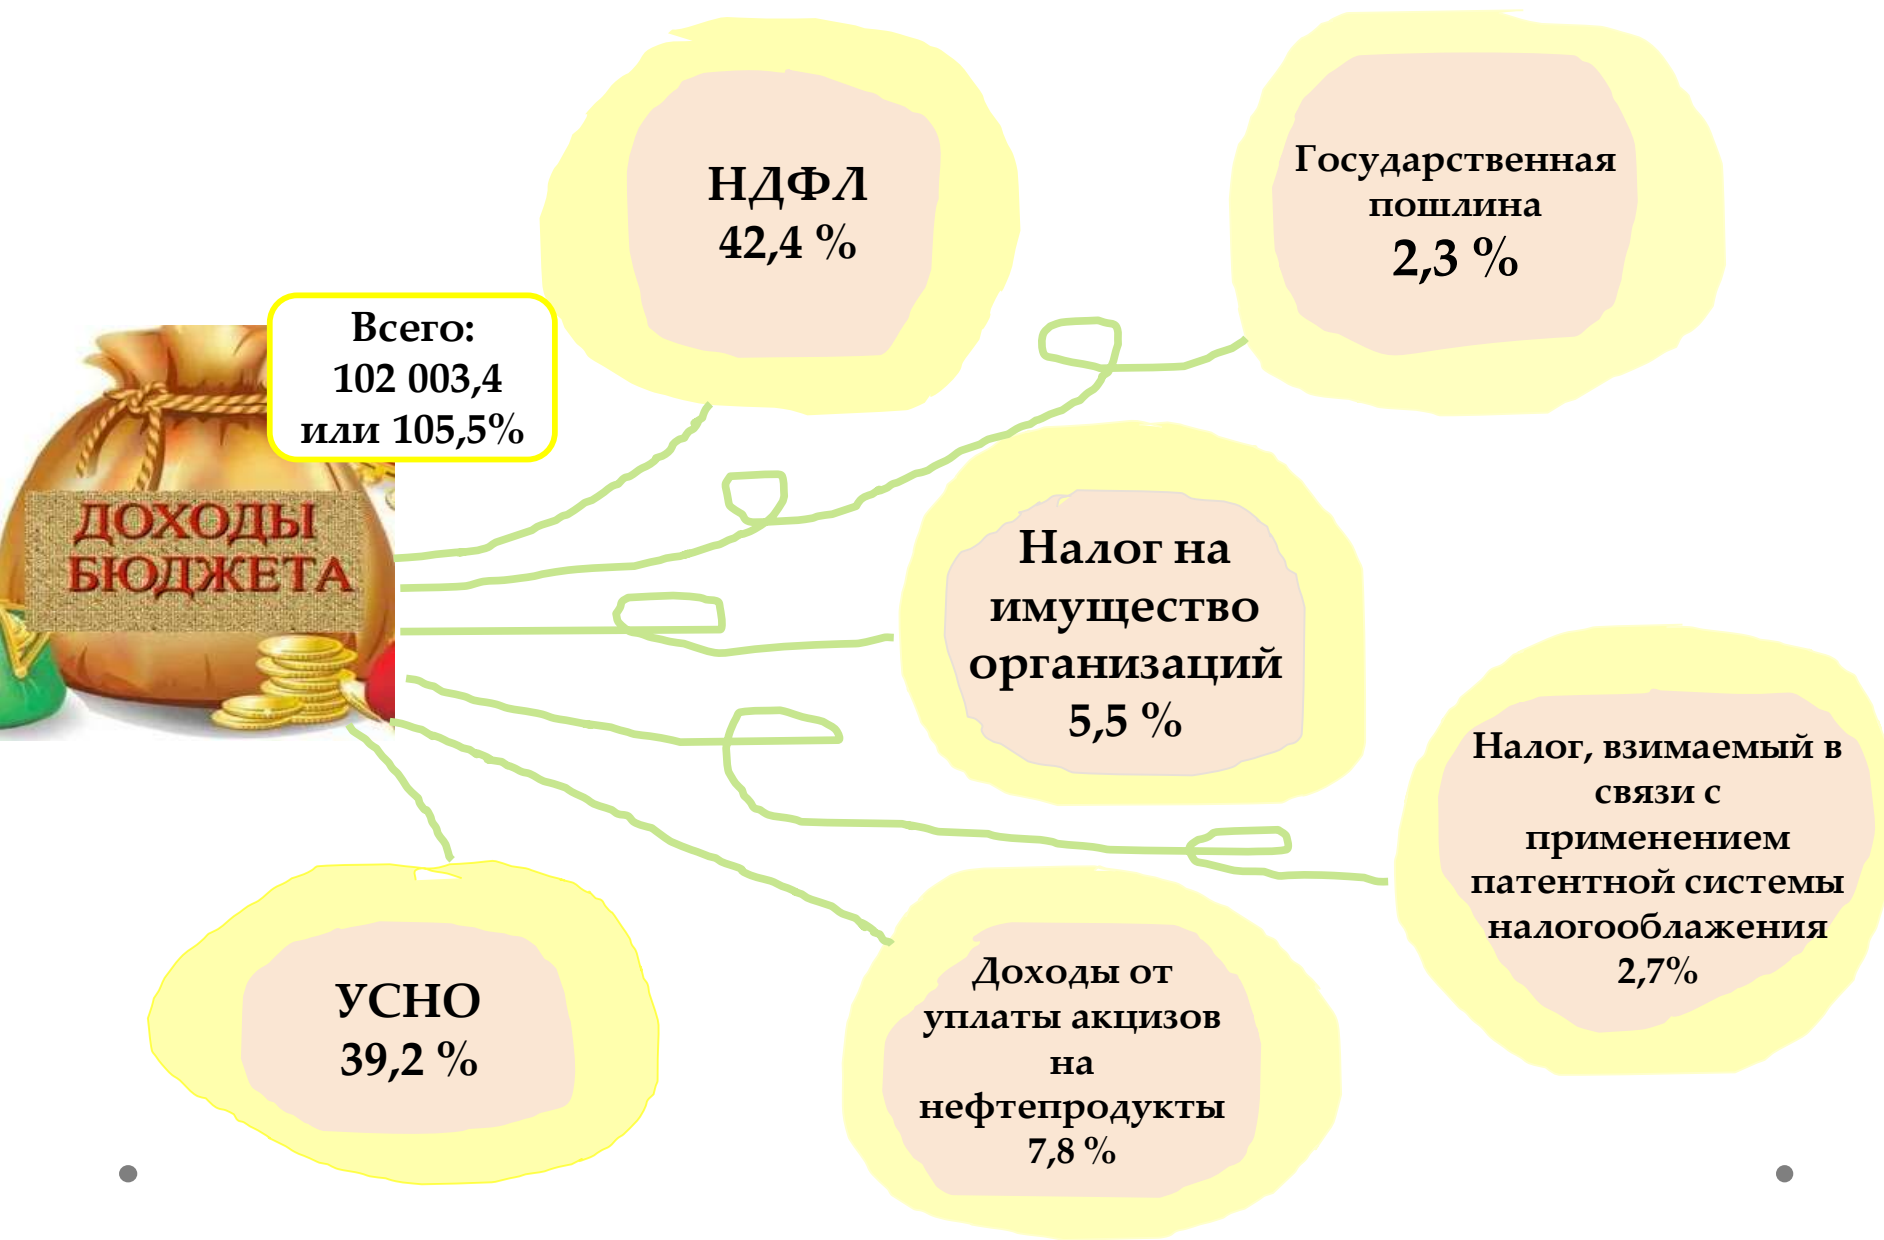 НДФЛ
42,4 %
Государственная
пошлина
2,3 %
Всего:
102 003,4
или 105,5%
ДОХОДЫ
БЮДЖЕТА
Налог на
имущество
организаций
5,5 %
Налог, взимаемый в
связи с
применением
патентной системы
налогооблажения
2,7%
УСНО
39,2 %
Доходы от
уплаты акцизов
на
нефтепродукты
7,8 %